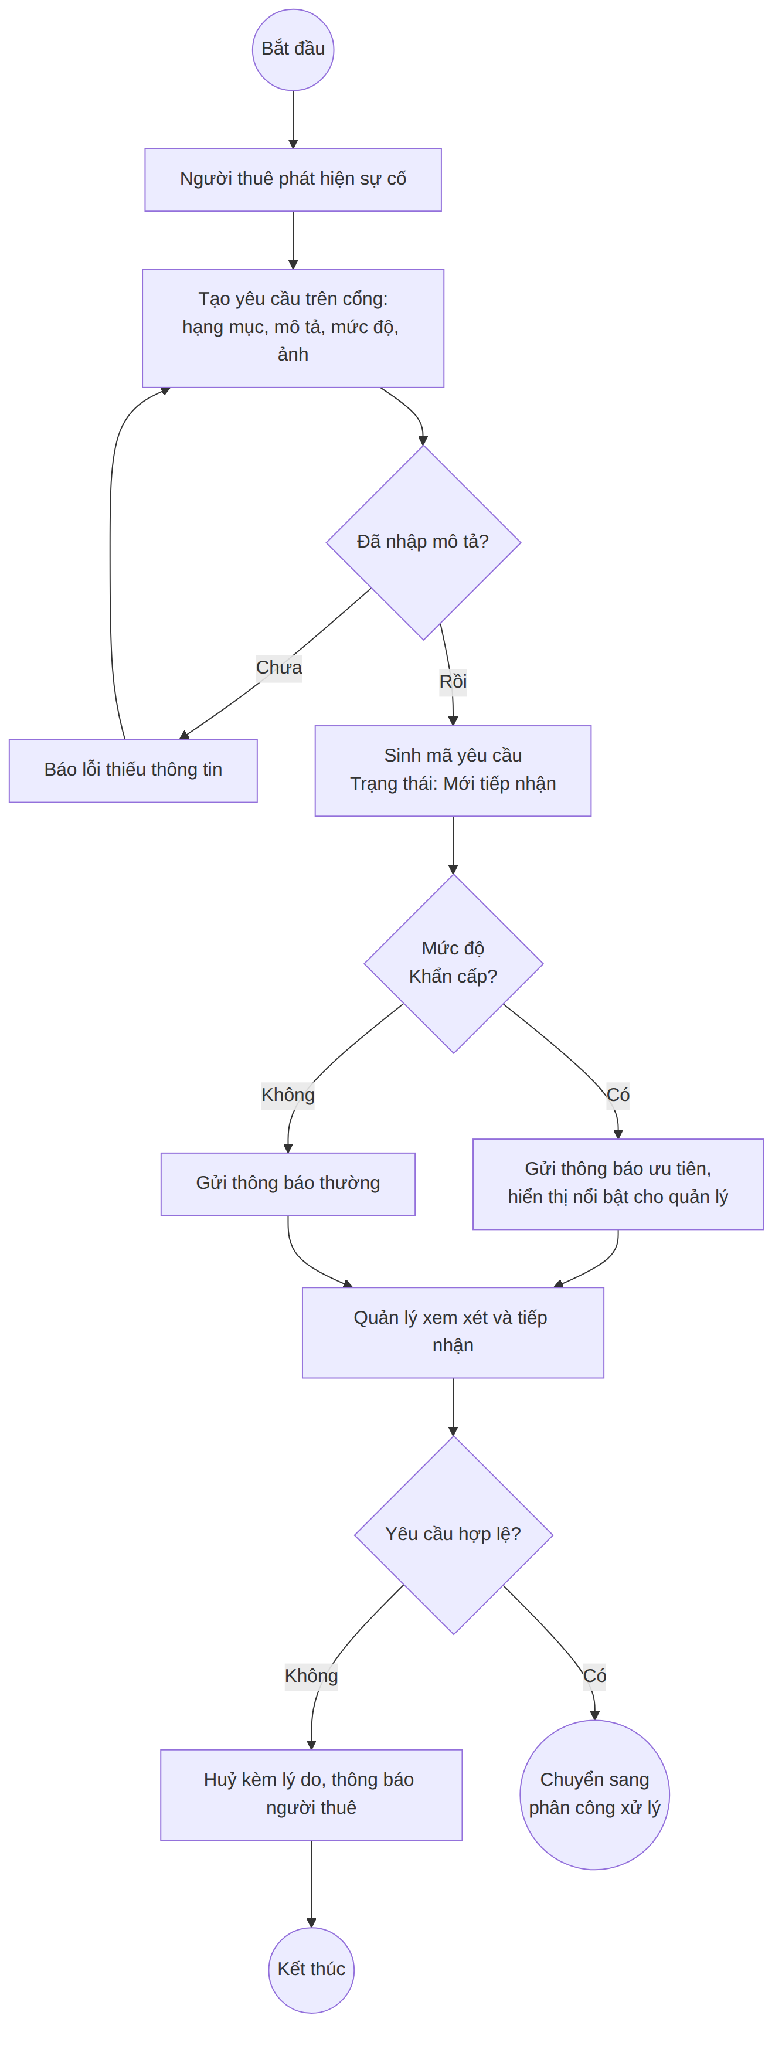 Bắt đầu
Người thuê phát hiện sự cố
Tạo yêu cầu trên cổng:
hạng mục, mô tả, mức độ,
ảnh
Đã nhập mô tả?
Chưa
Rồi
Báo lỗi thiếu thông tin
Sinh mã yêu cầu
Trạng thái: Mới tiếp nhận
Mức độ
Khẩn cấp?
Không
Có
Gửi thông báo thường
Gửi thông báo ưu tiên,
hiển thị nổi bật cho quản lý
Quản lý xem xét và tiếp
nhận
Yêu cầu hợp lệ?
Không
Có
Huỷ kèm lý do, thông báo
người thuê
Chuyển sang
phân công xử lý
Kết thúc